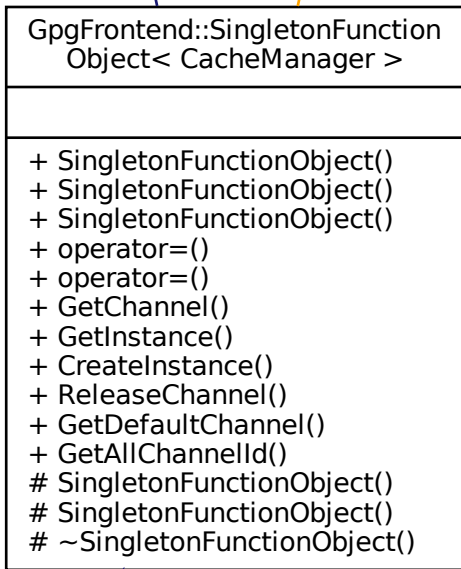 GpgFrontend::SingletonFunction
Object< CacheManager >
+ SingletonFunctionObject()
+ SingletonFunctionObject()
+ SingletonFunctionObject()
+ operator=()
+ operator=()
+ GetChannel()
+ GetInstance()
+ CreateInstance()
+ ReleaseChannel()
+ GetDefaultChannel()
+ GetAllChannelId()
# SingletonFunctionObject()
# SingletonFunctionObject()
# ~SingletonFunctionObject()